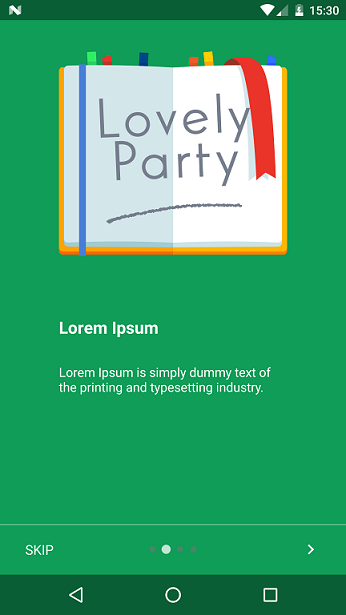 15:30
Lovely
Party
Lorem Ipsum
Lorem Ipsum is simply dummy text of
the printing and typesetting industry.
SKIP